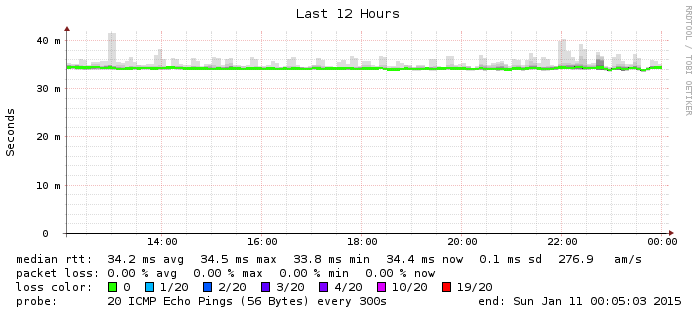 Last 12 Hours
RRDTOOL / TOBI OETIKER
Seconds
40 m
30 m
20 m
10 m
0
14:00 16:00 18:00 20:00 22:00 00:00
median rtt: 34.2 ms avg 34.5 ms max 33.8 ms min 34.4 ms now 0.1 ms sd 276.9 am/s
packet loss: 0.00 % avg 0.00 % max 0.00 % min 0.00 % now
loss color: 0 1/20 2/20 3/20 4/20 10/20 19/20
probe: 20 ICMP Echo Pings (56 Bytes) every 300s end: Sun Jan 11 00:05:03 2015